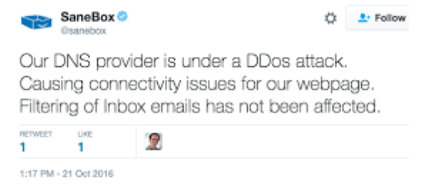 SaneBox
@sanebox
Follow
Our DNS provider is under a DDos attack.
Causing connectivity issues for our webpage.
Filtering of Inbox emails has not been affected.
RETWEET LIKE
1 1
1:17 PM - 21 Oct 2016